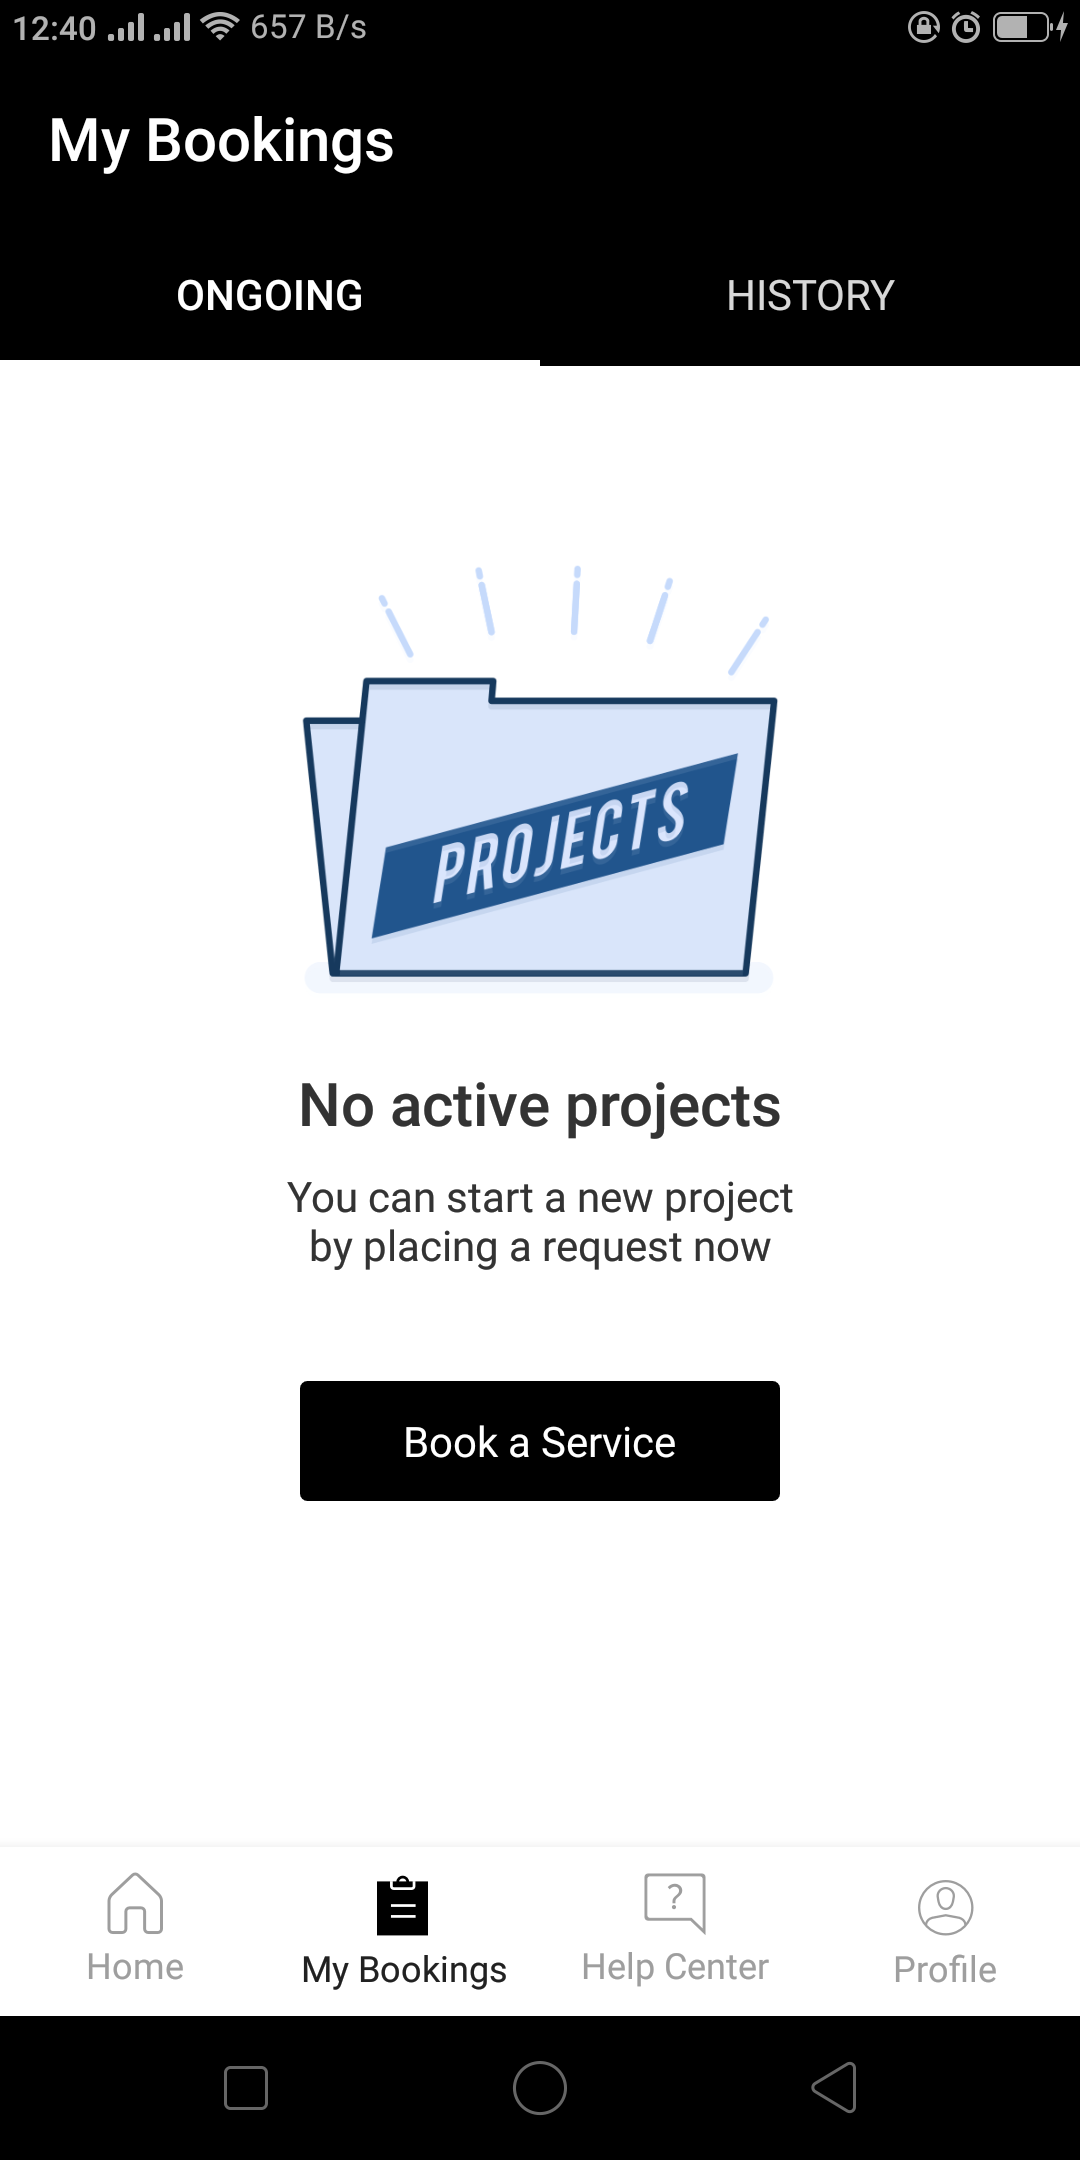 12:40 657 B/s
My Bookings
ONGOING HISTORY
PROJECTS
No active projects
You can start a new project
by placing a request now
Book a Service
?
Home My Bookings Help Center Profile